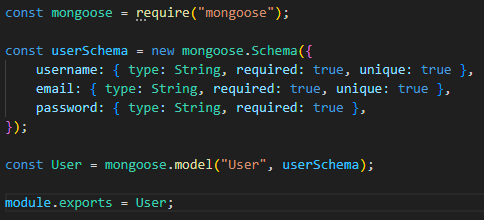 const mongoose = require("mongoose");
const userSchema = new mongoose.Schema({
username: { type: String, required: true, unique: true },
email: { type: String, required: true, unique: true },
password: { type: String, required: true },
});
const User = mongoose.model("User", userSchema);
module.exports = User;